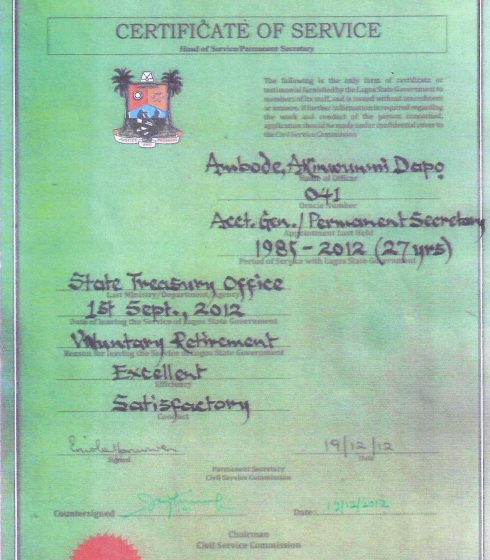 CERTIFICATE OF SERVICE
Head of Service/Permanent Secretary
The following is the only form of certificate or
testimonial furnished by the Lagos State Government to
members of its staff, and is issued without amendment
or erasure. If further information is required regarding
the work and conduct of the person concerned,
application should be made under confidential cover to
the Civil Service Commission
Ambode, Akinwunmi Dapo
Name of Officer
041
Oracle Number
Acct. Gen./Permanent Secretary
Appointment Last Held
1985 - 2012 (27 yrs)
Period of Service with Lagos State Government
State Treasury Office
Last Ministry/Department/Agency
1st Sept., 2012
Date of leaving the Service of Lagos State Government
Voluntary Retirement
Reason for leaving the Service of Lagos State Government
Excellent
Efficiency
Satisfactory
Conduct
19/12/12
Signed
Date
Permanent Secretary
Civil Service Commission
Countersigned
Date: 19/12/2012
Chairman
Civil Service Commission